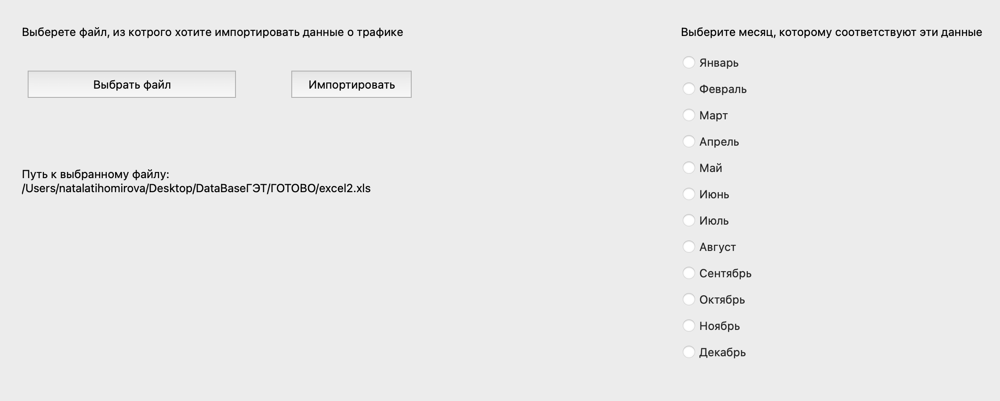 Выберете файл, из котрого хотите импортировать данные о трафике
Выбрать файл
Импортировать
Путь к выбранному файлу:
/Users/natalatihomirova/Desktop/DataBaseГЭТ/ГОТОВО/excel2.xls
Выберите месяц, которому соответствуют эти данные
Январь
Февраль
Март
Апрель
Май
Июнь
Июль
Август
Сентябрь
Октябрь
Ноябрь
Декабрь